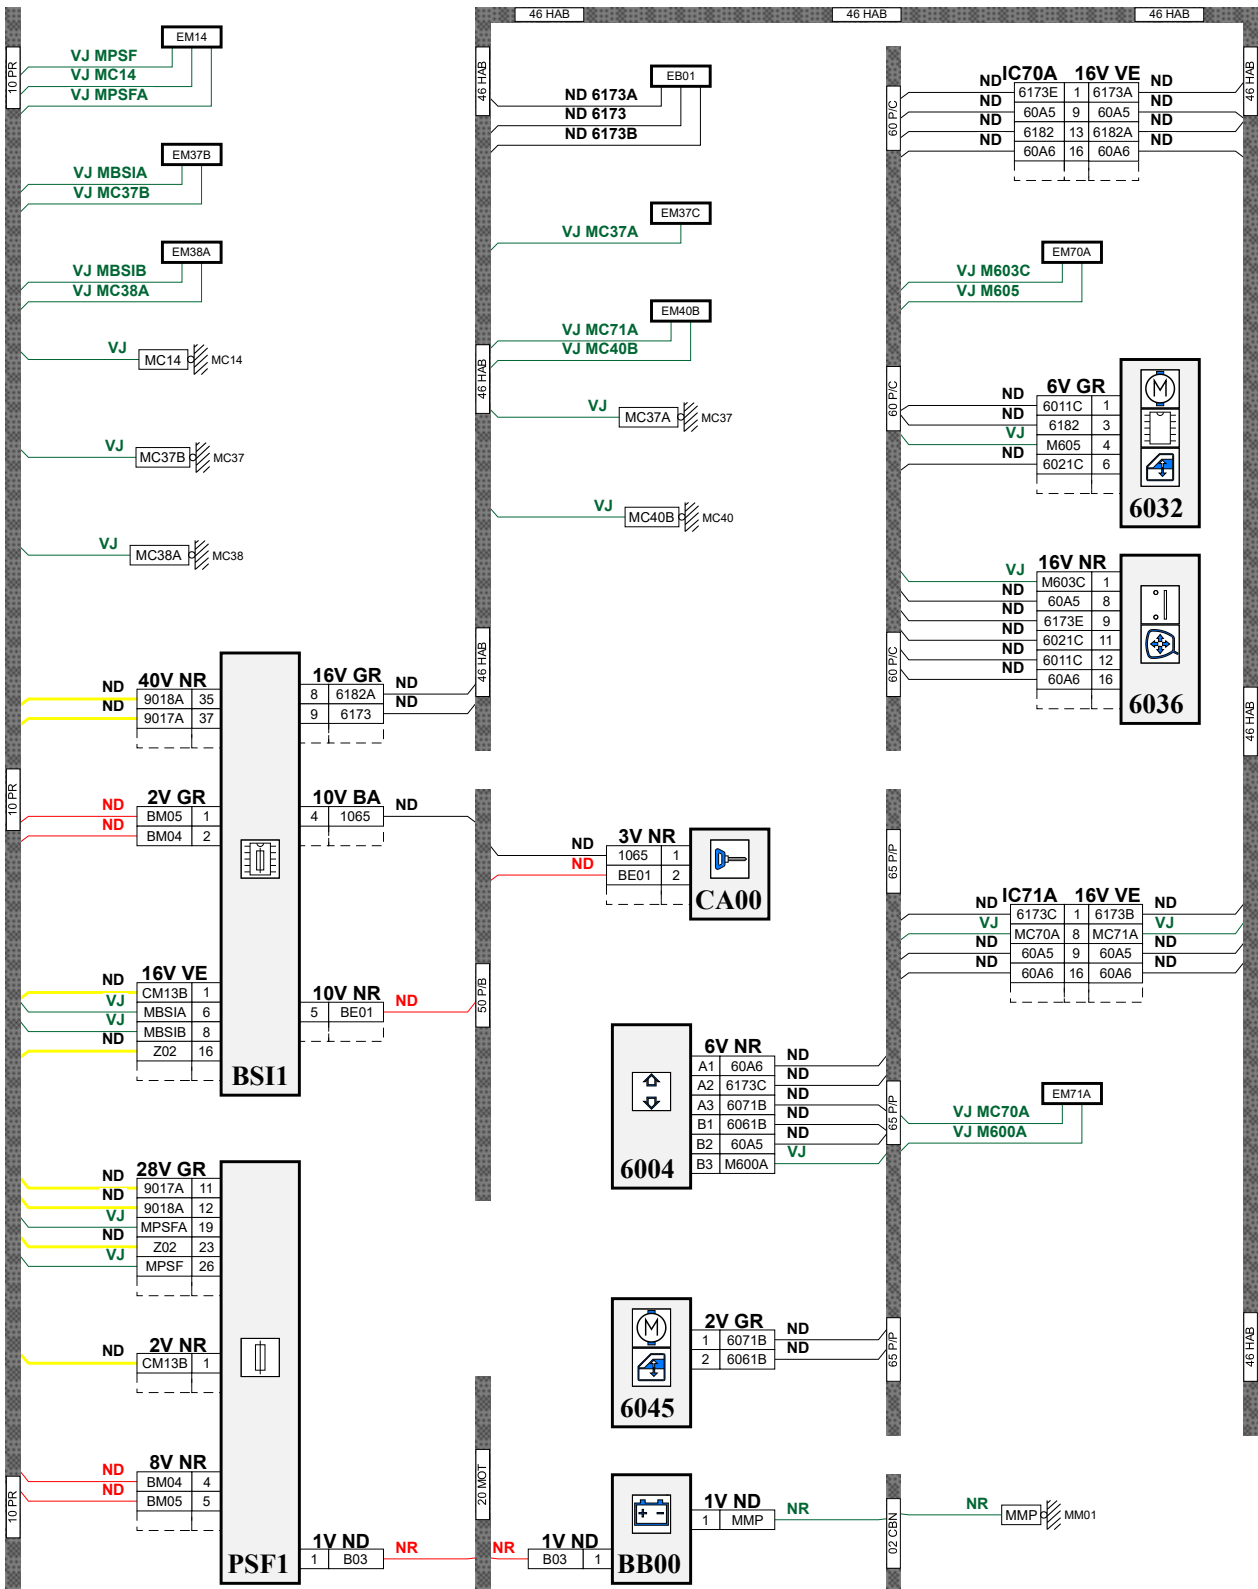 46 HAB 46 HAB 46 HAB
10 PR
EM14
VJ MPSF
VJ MC14
VJ MPSFA
EM37B
VJ MBSIA
VJ MC37B
EM38A
VJ MBSIB
VJ MC38A
VJ MC14 MC14
VJ MC37B MC37
VJ MC38A MC38
46 HAB
EB01
ND 6173A
ND 6173
ND 6173B
EM37C
VJ MC37A
EM40B
VJ MC71A
VJ MC40B
46 HAB
VJ MC37A MC37
VJ MC40B MC40
60 P/C
46 HAB
IC70A 16V VE
ND 6173E 1 6173A ND
ND 60A5 9 60A5 ND
ND 6182 13 6182A ND
ND 60A6 16 60A6 ND
EM70A
VJ M603C
VJ M605
60 P/C
6V GR
ND 6011C 1
ND 6182 3
VJ M605 4
ND 6021C 6
M
6032
16V NR
VJ M603C 1
ND 60A5 8
ND 6173E 9
ND 6021C 11
ND 6011C 12
ND 60A6 16
6036
60 P/C
46 HAB
46 HAB
40V NR
ND 9018A 35
ND 9017A 37
16V GR
8 6182A ND
9 6173 ND
10 PR
2V GR
ND BM05 1
ND BM04 2
10V BA
4 1065 ND
16V VE
ND CM13B 1
VJ MBSIA 6
VJ MBSIB 8
ND Z02 16
10V NR
5 BE01 ND
BSI1
50 P/B
3V NR
ND 1065 1
ND BE01 2
CA00
65 P/P
IC71A 16V VE
ND 6173C 1 6173B ND
VJ MC70A 8 MC71A VJ
ND 60A5 9 60A5 ND
ND 60A6 16 60A6 ND
6V NR
A1 60A6 ND
A2 6173C ND
A3 6071B ND
B1 6061B ND
B2 60A5 ND
B3 M600A VJ
6004
65 P/P
EM71A
VJ MC70A
VJ M600A
28V GR
ND 9017A 11
ND 9018A 12
VJ MPSFA 19
ND Z02 23
VJ MPSF 26
2V NR
ND CM13B 1
8V NR
ND BM04 4
ND BM05 5
10 PR
1V ND
1 B03 NR
PSF1
M
2V GR
1 6071B ND
2 6061B ND
6045
65 P/P
46 HAB
20 MOT
1V ND
NR B03 1
+ -
BB00
1V ND
1 MMP NR
02 CBN
NR MMP MM01